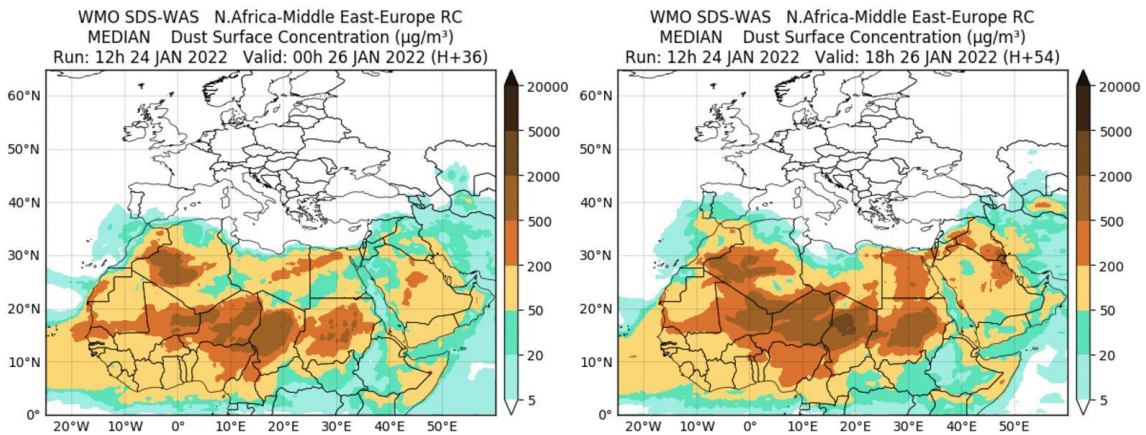 WMO SDS-WAS N.Africa-Middle East-Europe RC
MEDIAN Dust Surface Concentration (µg/m³)
Run: 12h 24 JAN 2022 Valid: 00h 26 JAN 2022 (H+36)
60°N
50°N
40°N
30°N
20°N
10°N
0°
20°W
10°W
0°
10°E
20°E
30°E
40°E
50°E
20000
5000
2000
500
200
50
20
5
WMO SDS-WAS N.Africa-Middle East-Europe RC
MEDIAN Dust Surface Concentration (µg/m³)
Run: 12h 24 JAN 2022 Valid: 18h 26 JAN 2022 (H+54)
60°N
50°N
40°N
30°N
20°N
10°N
0°
20°W
10°W
0°
10°E
20°E
30°E
40°E
50°E
20000
5000
2000
500
200
50
20
5